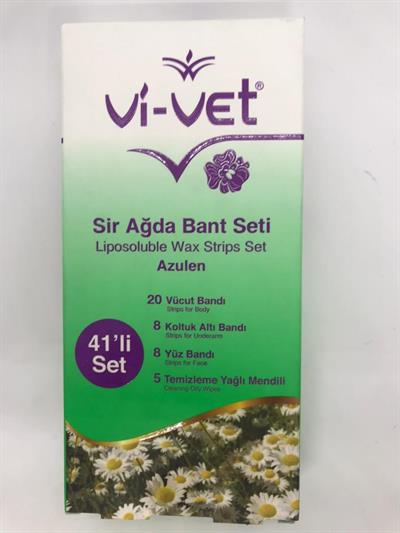 Vi-VET®
Sir Ağda Bant Seti
Liposoluble Wax Strips Set
Azulen
41'li
Set
20 Vücut Bandı
Strips for Body
8 Koltuk Altı Bandı
Strips for Underarm
8 Yüz Bandı
Strips for Face
5 Temizleme Yağlı Mendili
Cleaning Oily Wipes